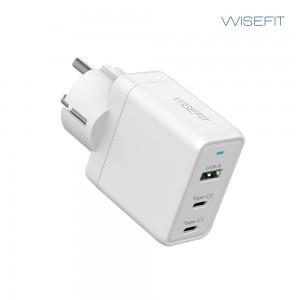 WISEFIT
WISEFIT
USB-A
Type-C2
Type-C1